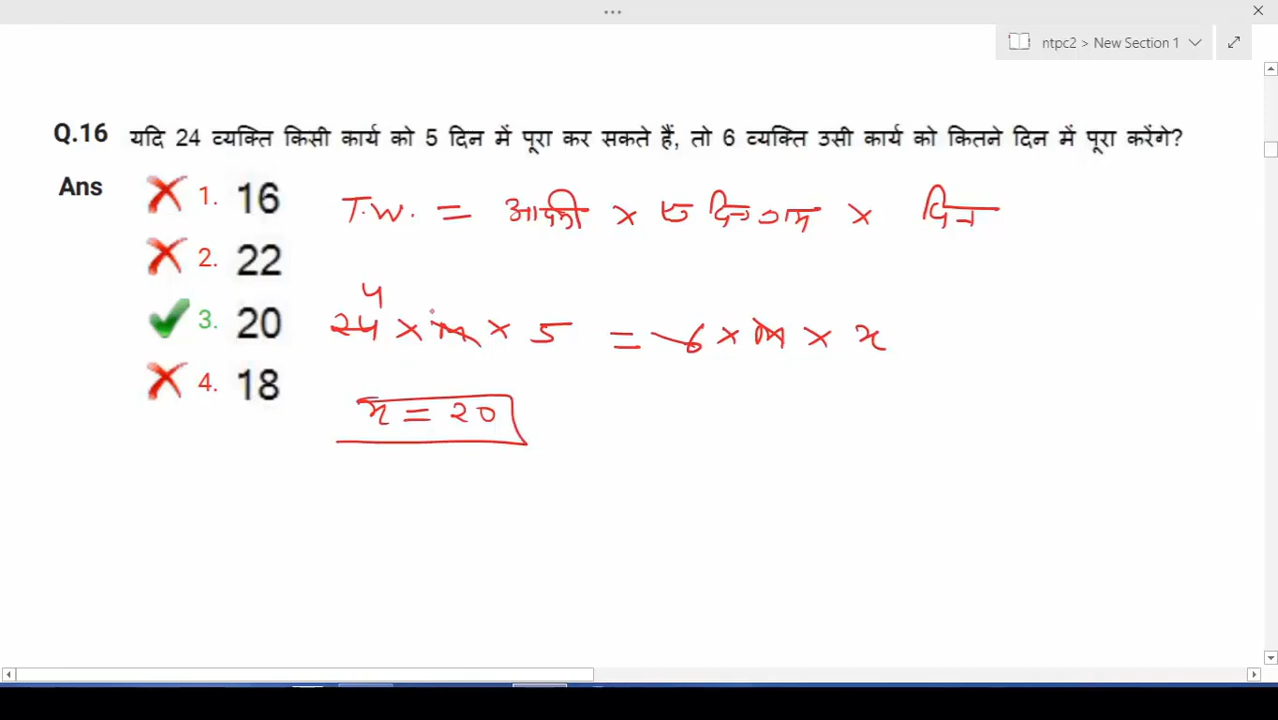 ntpc2 > New Section 1
Q.16 यदि 24 व्यक्ति किसी कार्य को 5 दिन में पूरा कर सकते हैं, तो 6 व्यक्ति उसी कार्य को कितने दिन में पूरा करेंगे?
Ans 1. 16
T.W. = आदमी × × दिन
2. 22
4
3. 20
24 × m × 5 = 6 × m × x
4. 18
x = 20